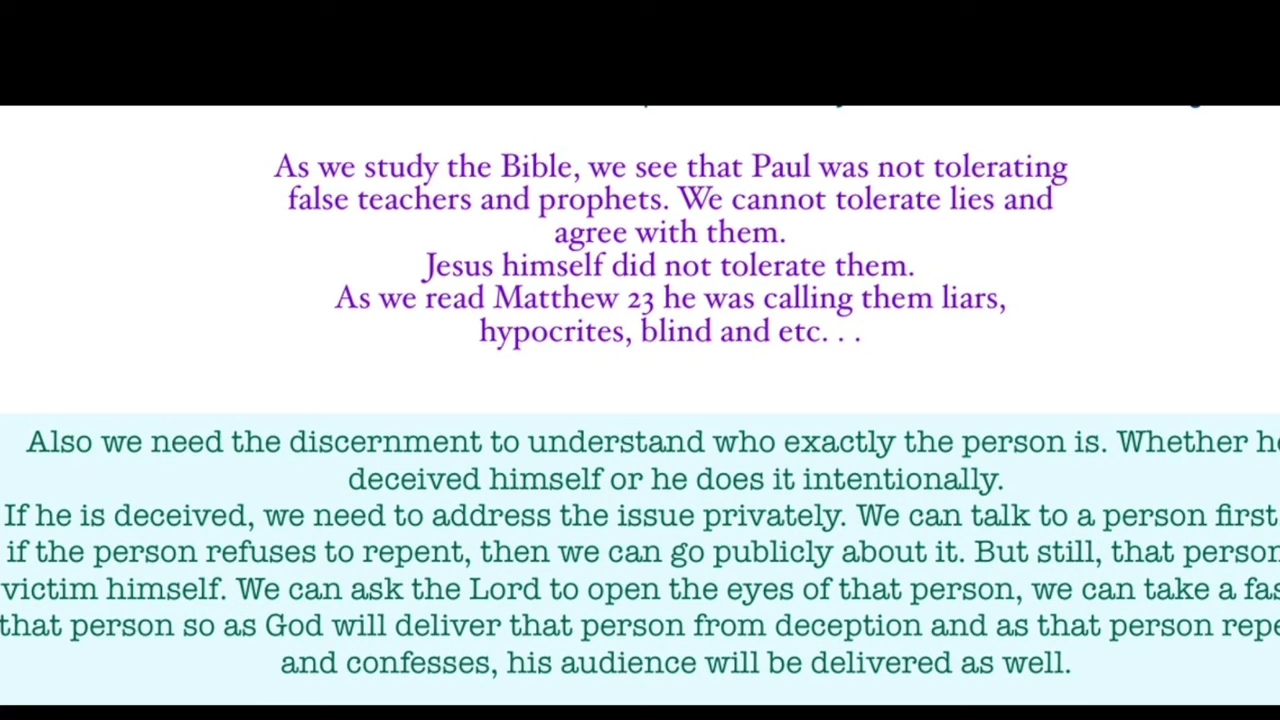 As we study the Bible, we see that Paul was not tolerating
false teachers and prophets. We cannot tolerate lies and
agree with them.
Jesus himself did not tolerate them.
As we read Matthew 23 he was calling them liars,
hypocrites, blind and etc. . .
Also we need the discernment to understand who exactly the person is. Whether
deceived himself or he does it intentionally.
If he is deceived, we need to address the issue privately. We can talk to a person first
if the person refuses to repent, then we can go publicly about it. But still, that person
victim himself. We can ask the Lord to open the eyes of that person, we can take a
that person so as God will deliver that person from deception and as that person
and confesses, his audience will be delivered as well.